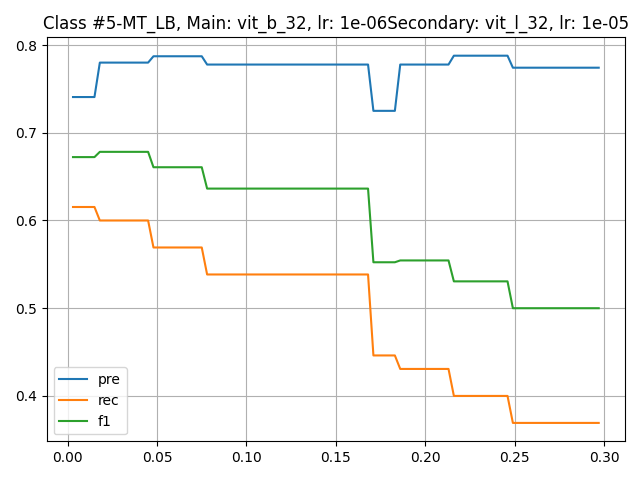 Class #5-MT_LB, Main: vit_b_32, lr: 1e-06Secondary: vit_l_32, lr: 1e-05
0.8
0.7
0.6
0.5
0.4
pre
rec
f1
0.00 0.05 0.10 0.15 0.20 0.25 0.30